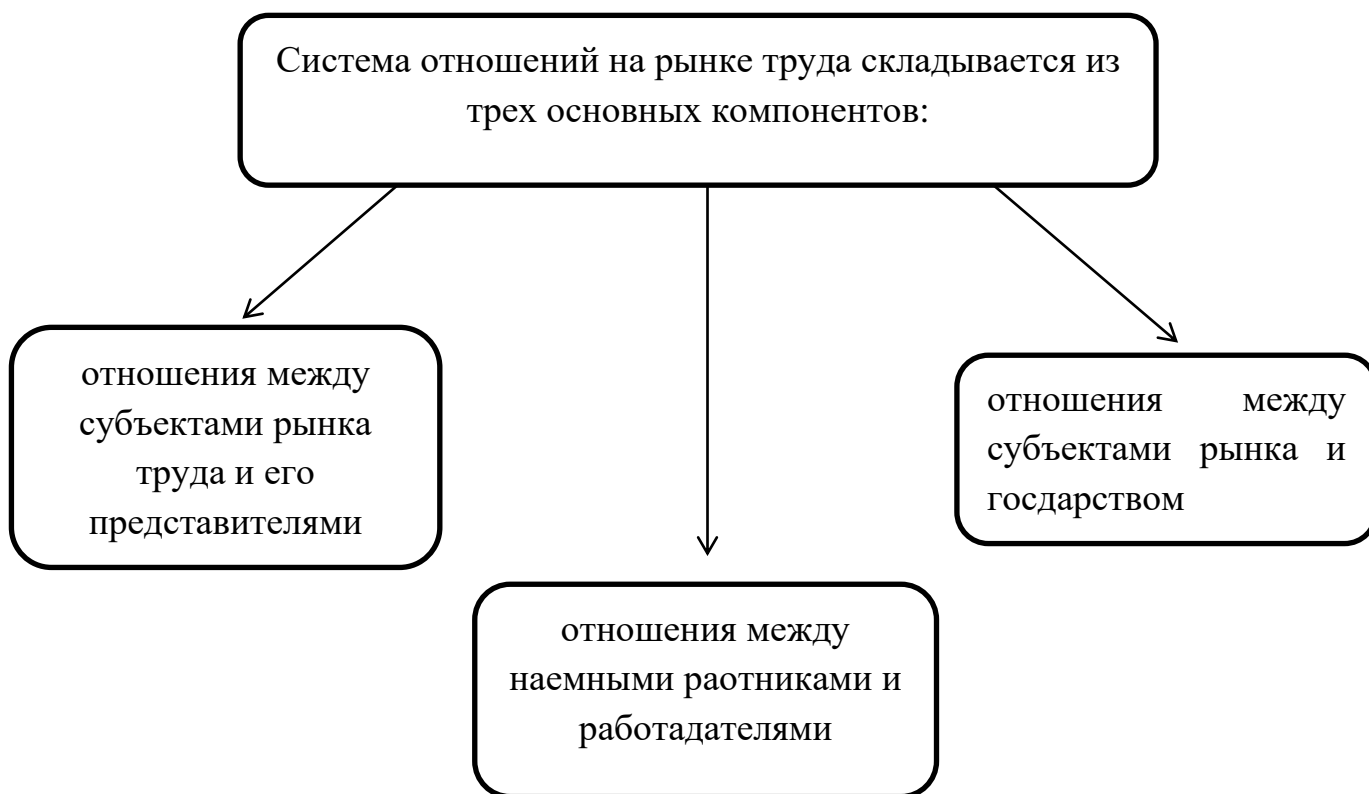 Система отношений на рынке труда складывается из
трех основных компонентов:
отношения между
субъектами рынка
труда и его
представителями
отношения между
наемными раотниками и
работадателями
отношения между
субъектами рынка и
госдарством